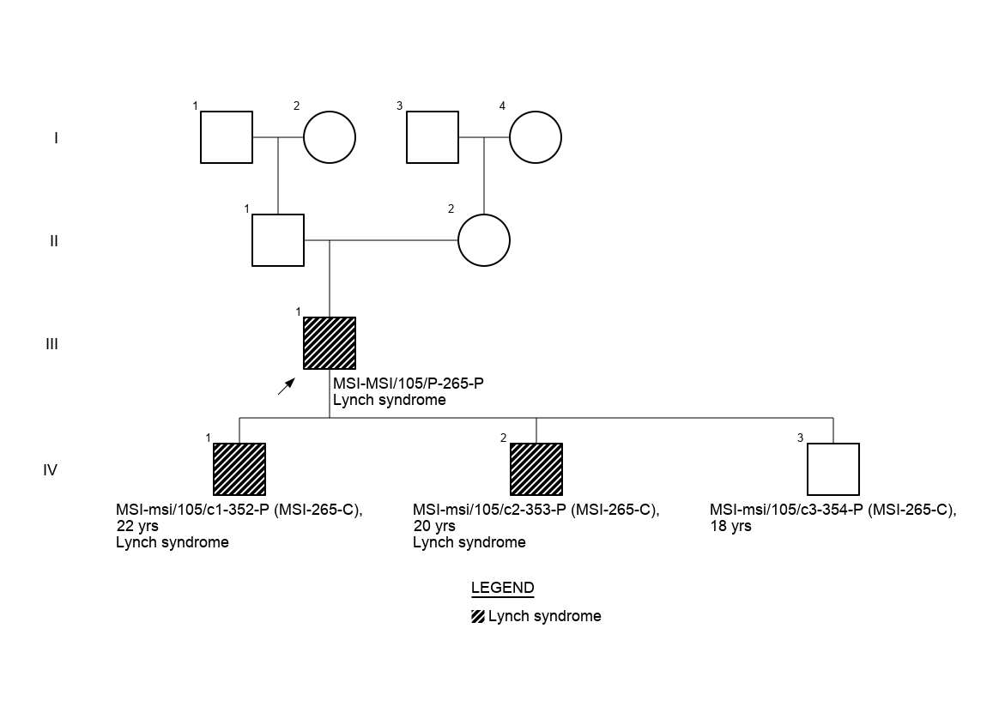 1 2 3 4
I
1 2
II
1
III
MSI-MSI/105/P-265-P
Lynch syndrome
1 2 3
IV
MSI-msi/105/c1-352-P (MSI-265-C),
22 yrs
Lynch syndrome
MSI-msi/105/c2-353-P (MSI-265-C),
20 yrs
Lynch syndrome
MSI-msi/105/c3-354-P (MSI-265-C),
18 yrs
LEGEND
Lynch syndrome